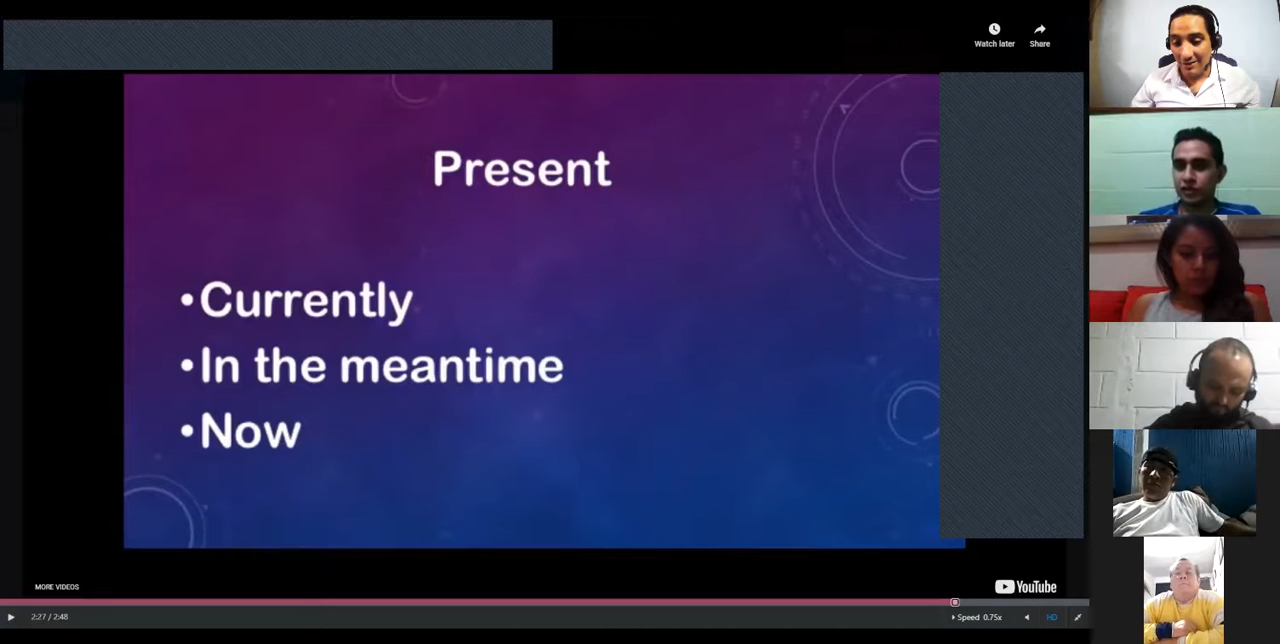 Watch later
Share
Present
•Currently
•In the meantime
•Now
MORE VIDEOS
YouTube
2:27 / 2:48
Speed 0.75x
HD